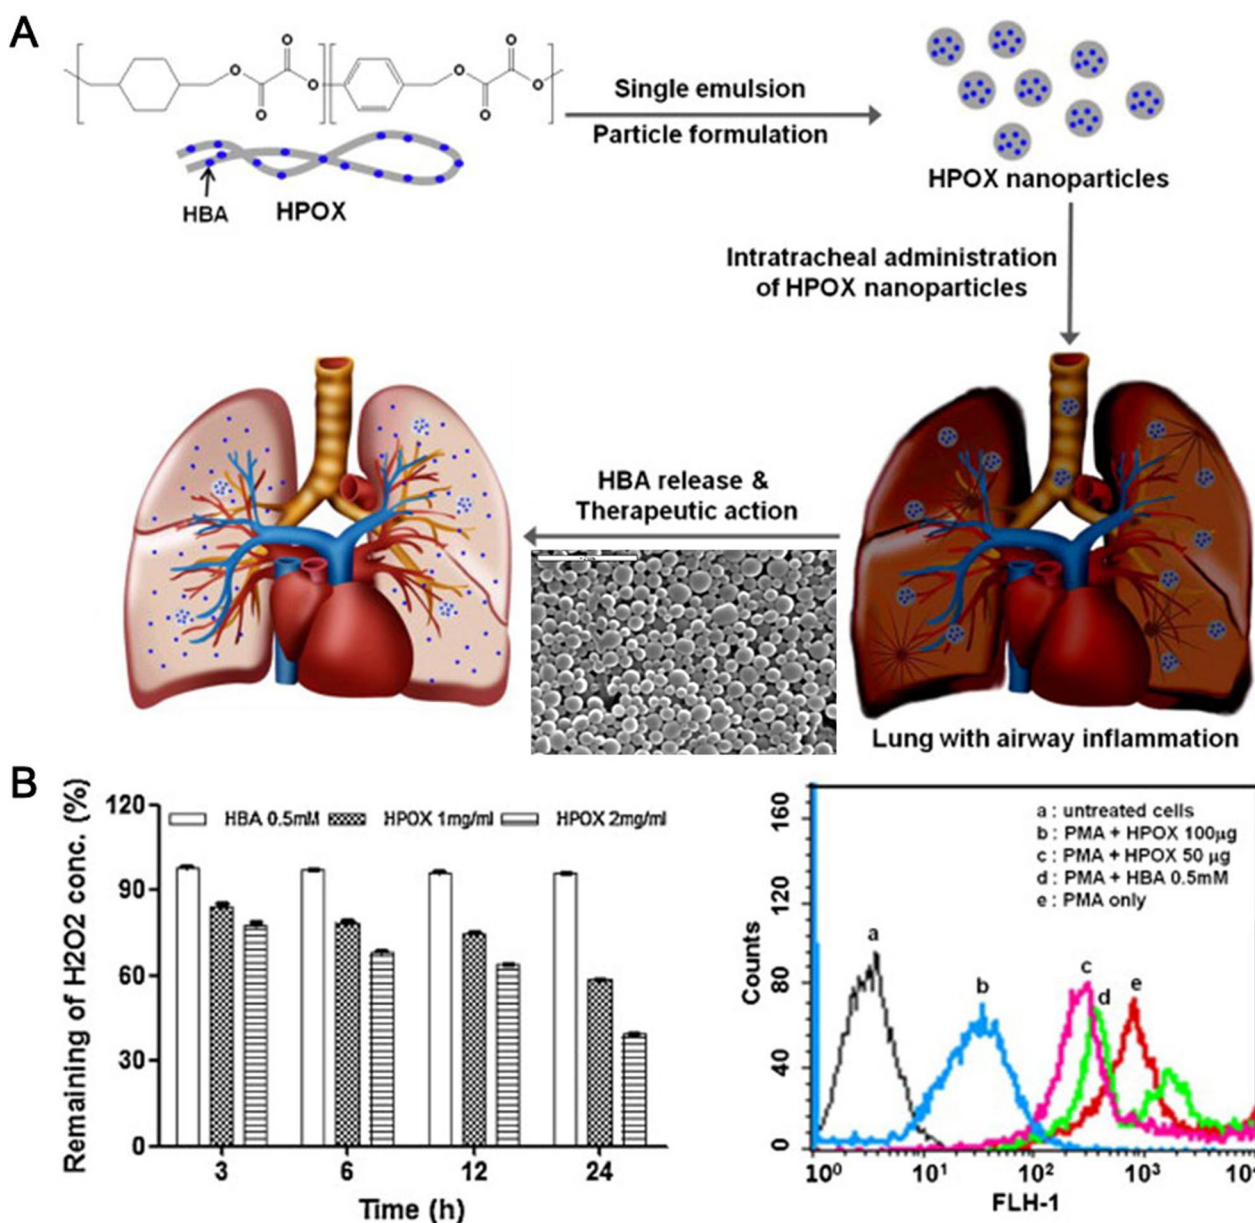 A
O
O
O
O
O
O
O
O
Single emulsion
Particle formulation
HBA
HPOX
HPOX nanoparticles
Intratracheal administration
of HPOX nanoparticles
HBA release &
Therapeutic action
Lung with airway inflammation
B
Remaining of H2O2 conc. (%)
120
90
60
30
0
HBA 0.5mM
HPOX 1mg/ml
HPOX 2mg/ml
3
6
12
24
Time (h)
Counts
160
120
80
40
0
a : untreated cells
b : PMA + HPOX 100µg
c : PMA + HPOX 50 µg
d : PMA + HBA 0.5mM
e : PMA only
a
b
c
d
e
10⁰
10¹
10²
10³
FLH-1